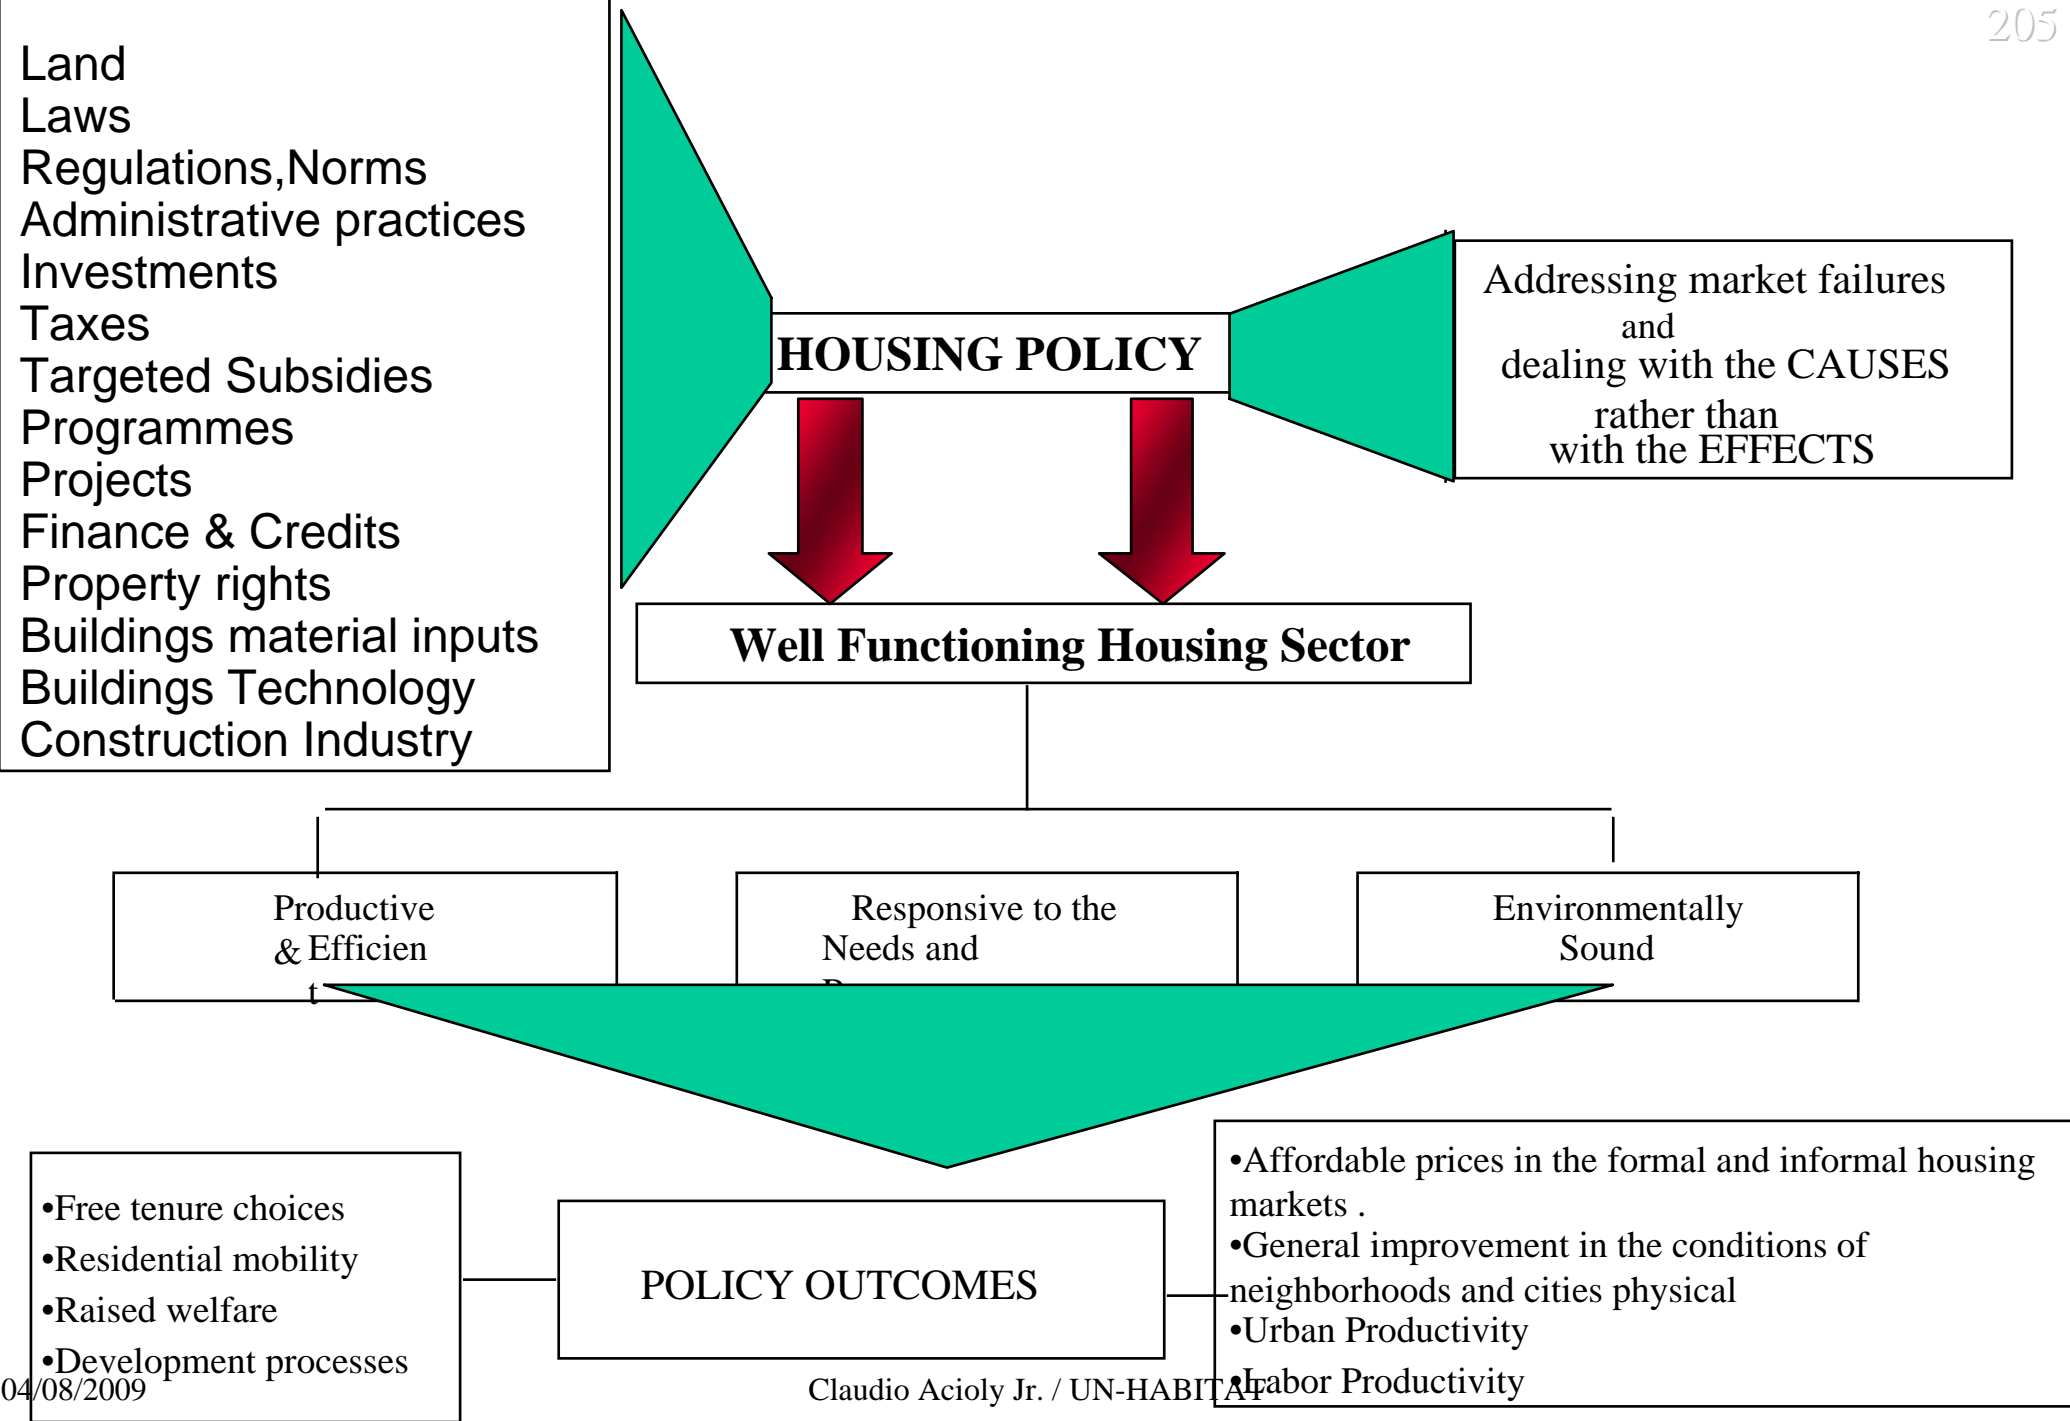 205
Land
Laws
Regulations,Norms
Administrative practices
Investments
Taxes
Targeted Subsidies
Programmes
Projects
Finance & Credits
Property rights
Buildings material inputs
Buildings Technology
Construction Industry
HOUSING POLICY
Addressing market failures
and
dealing with the CAUSES
rather than
with the EFFECTS
Well Functioning Housing Sector
Productive
& Efficien
t
Responsive to the
Needs and
Environmentally
Sound
•Free tenure choices
•Residential mobility
•Raised welfare
•Development processes
POLICY OUTCOMES
•Affordable prices in the formal and informal housing
markets .
•General improvement in the conditions of
neighborhoods and cities physical
•Urban Productivity
•Labor Productivity
04/08/2009
Claudio Acioly Jr. / UN-HABITAT